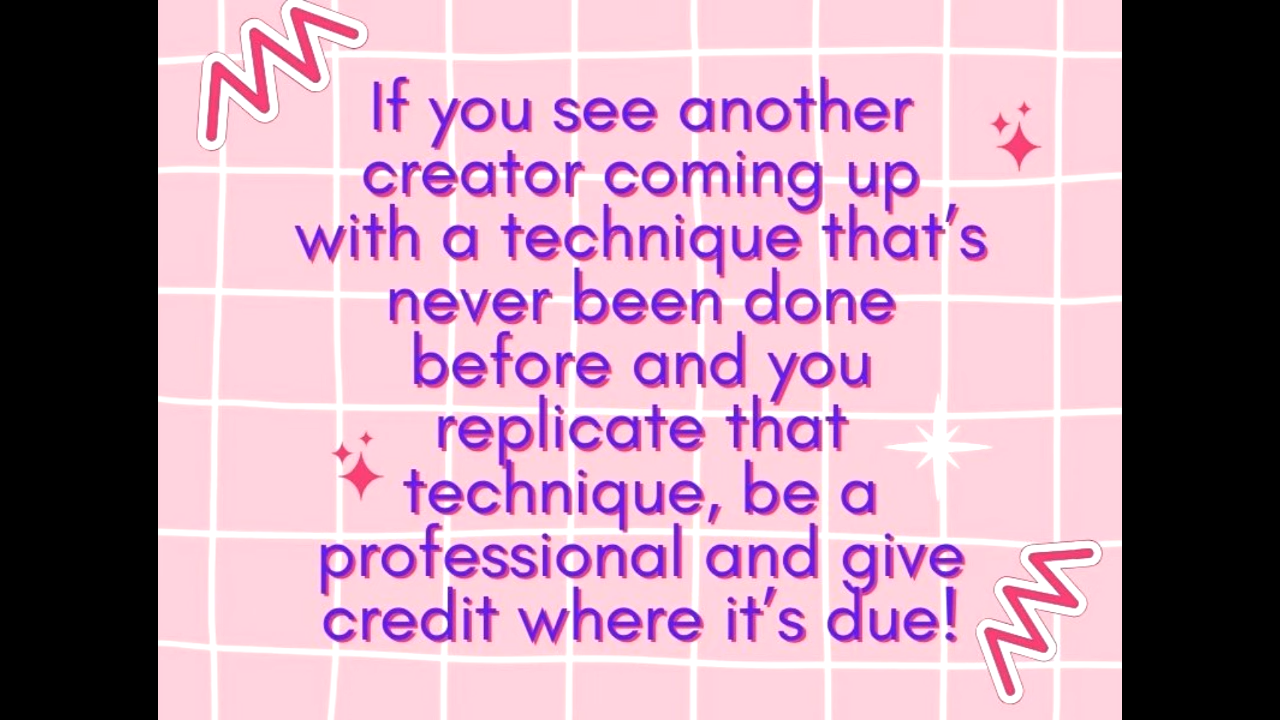 If you see another
creator coming up
with a technique that's
never been done
before and you
replicate that
technique, be a
professional and give
credit where it's due!